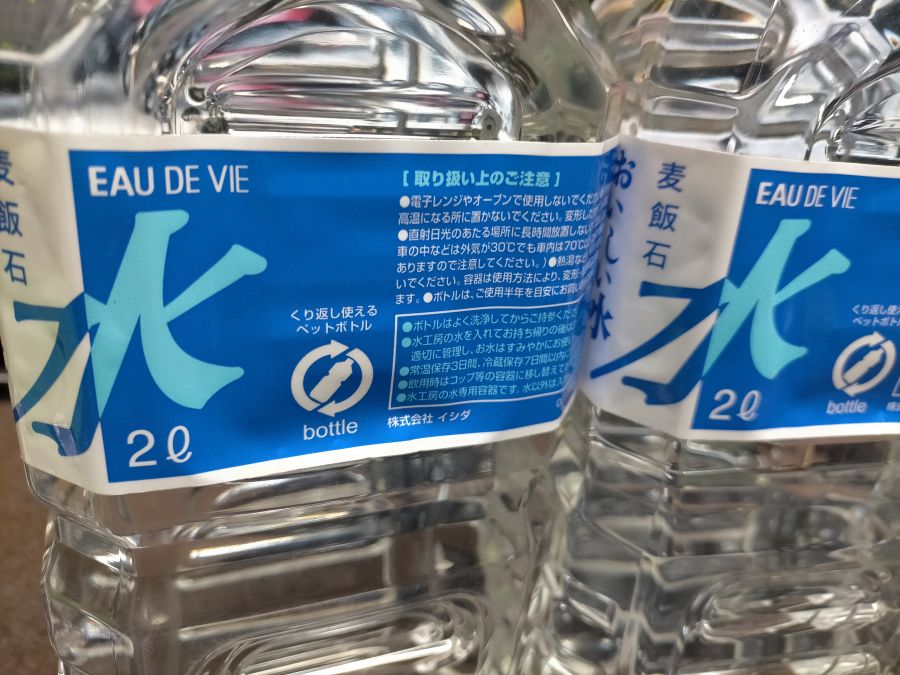 麦飯石
EAU DE VIE
水
2ℓ
くり返し使える
ペットボトル
bottle
[ 取り扱い上のご注意 ]
●電子レンジやオーブンで使用しないでくだ
高温になる所に置かないでください。変形した
●直射日光のあたる場所に長時間放置しない
車の中などは外気が30℃でも車内は70℃
ありますので注意してください。)●熱湯など
いでください。容器は使用方法により、変形・
ます。●ボトルは、ご使用半年を目安にお買い
●ボトルはよく洗浄してからご持参くだ
●水工房の水を入れてお持ち帰りの後は
適切に管理し、お水はすみやかにお使い
●常温保存3日間、冷蔵保存7日間以内に
●飲用時はコップ等の容器に移し替えて
●水工房の水専用容器です。水以外は入
株式会社 イシダ
おいしい水
麦飯石
EAU DE VIE
水
2ℓ
くり返し使え
ペットボトル
bottle